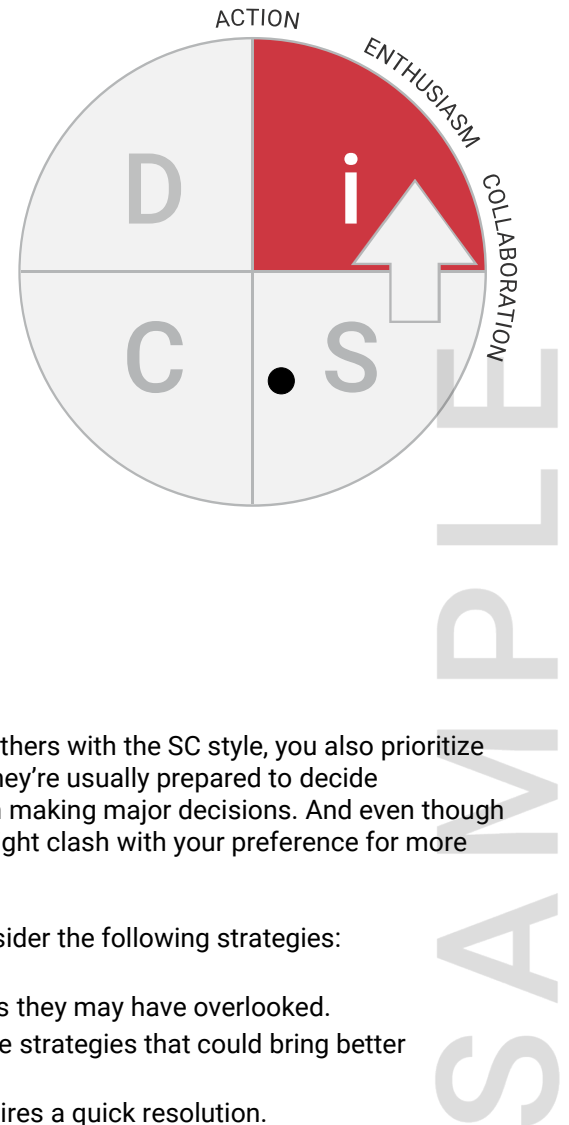 ACTION
ENTHUSIASM
COLLABORATION
D
i
C
S
SAMPLE
thers with the SC style, you also prioritize
hey’re usually prepared to decide
making major decisions. And even though
ght clash with your preference for more
sider the following strategies:
s they may have overlooked.
e strategies that could bring better
ires a quick resolution.